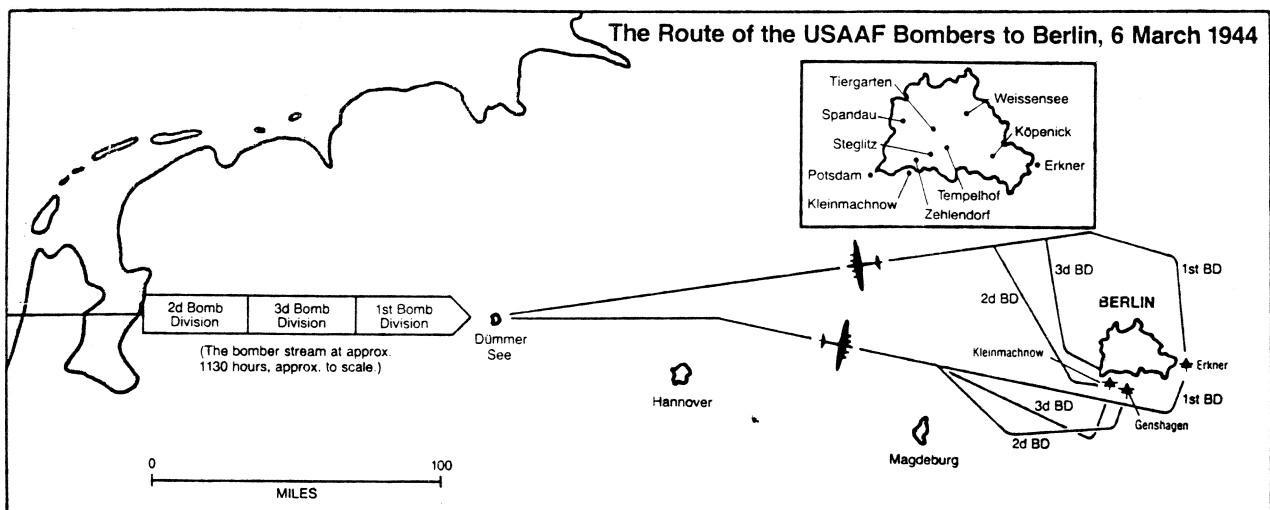 The Route of the USAAF Bombers to Berlin, 6 March 1944
Tiergarten
Weissensee
Spandau
Köpenick
Steglitz
Erkner
Potsdam
Tempelhof
Kleinmachnow
Zehlendorf
1st BD
3d BD
2d BD
BERLIN
2d Bomb
Division
3d Bomb
Division
1st Bomb
Division
Dümmer
See
(The bomber stream at approx.
1130 hours, approx. to scale.)
Kleinmachnow
Erkner
Hannover
1st BD
3d BD
Genshagen
2d BD
Magdeburg
0
100
MILES